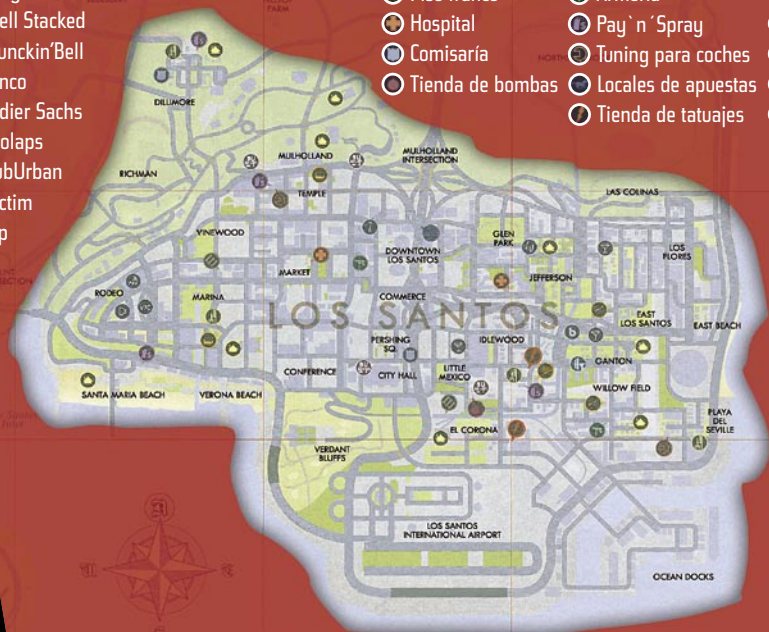 ell Stacked
unckin'Bell
nco
dier Sachs
olaps
ubUrban
ctim
p
Hospital
Comisaría
Tienda de bombas
Pay`n´Spray
Tuning para coches
Locales de apuestas
Tienda de tatuajes
DILLIMORE
RICHMAN
MULHOLLAND
MULHOLLAND
INTERSECTION
TEMPLE
LAS COLINAS
VINEWOOD
DOWNTOWN
LOS SANTOS
GLEN
PARK
LOS
FLORES
MARKET
JEFFERSON
RODEO
MARINA
COMMERCE
LOS SANTOS
EAST
LOS SANTOS
EAST BEACH
PERSHING
SQ.
IDLEWOOD
CONFERENCE
CITY HALL
LITTLE
MEXICO
GANTON
WILLOW FIELD
SANTA MARIA BEACH
VERONA BEACH
PLAYA
DEL
SEVILLE
EL CORONA
VERDANT
BLUFFS
LOS SANTOS
INTERNATIONAL AIRPORT
OCEAN DOCKS